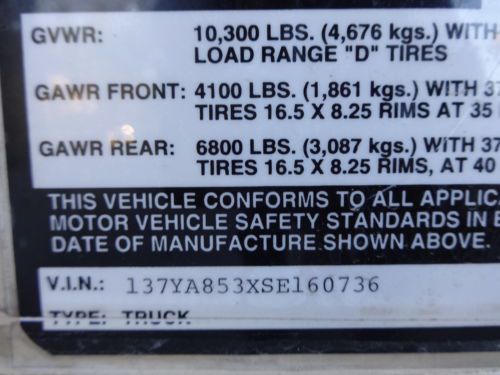 GVWR: 10,300 LBS. (4,676 kgs.) WITH
LOAD RANGE "D" TIRES
GAWR FRONT: 4100 LBS. (1,861 kgs.) WITH 37
TIRES 16.5 X 8.25 RIMS AT 35
GAWR REAR: 6800 LBS. (3,087 kgs.) WITH 37
TIRES 16.5 X 8.25 RIMS, AT 40
THIS VEHICLE CONFORMS TO ALL APPLIC
MOTOR VEHICLE SAFETY STANDARDS IN E
DATE OF MANUFACTURE SHOWN ABOVE.
V.I.N.: 137YA853XSE160736
TYPE: TRUCK